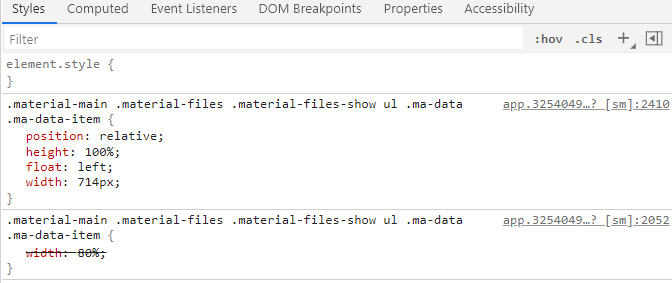 Styles Computed Event Listeners DOM Breakpoints Properties Accessibility
Filter :hov .cls +
element.style {
}
.material-main .material-files .material-files-show ul .ma-data app.3254049…? [sm]:2410
.ma-data-item {
position: relative;
height: 100%;
float: left;
width: 714px;
}
.material-main .material-files .material-files-show ul .ma-data app.3254049…? [sm]:2052
.ma-data-item {
width: 80%;
}